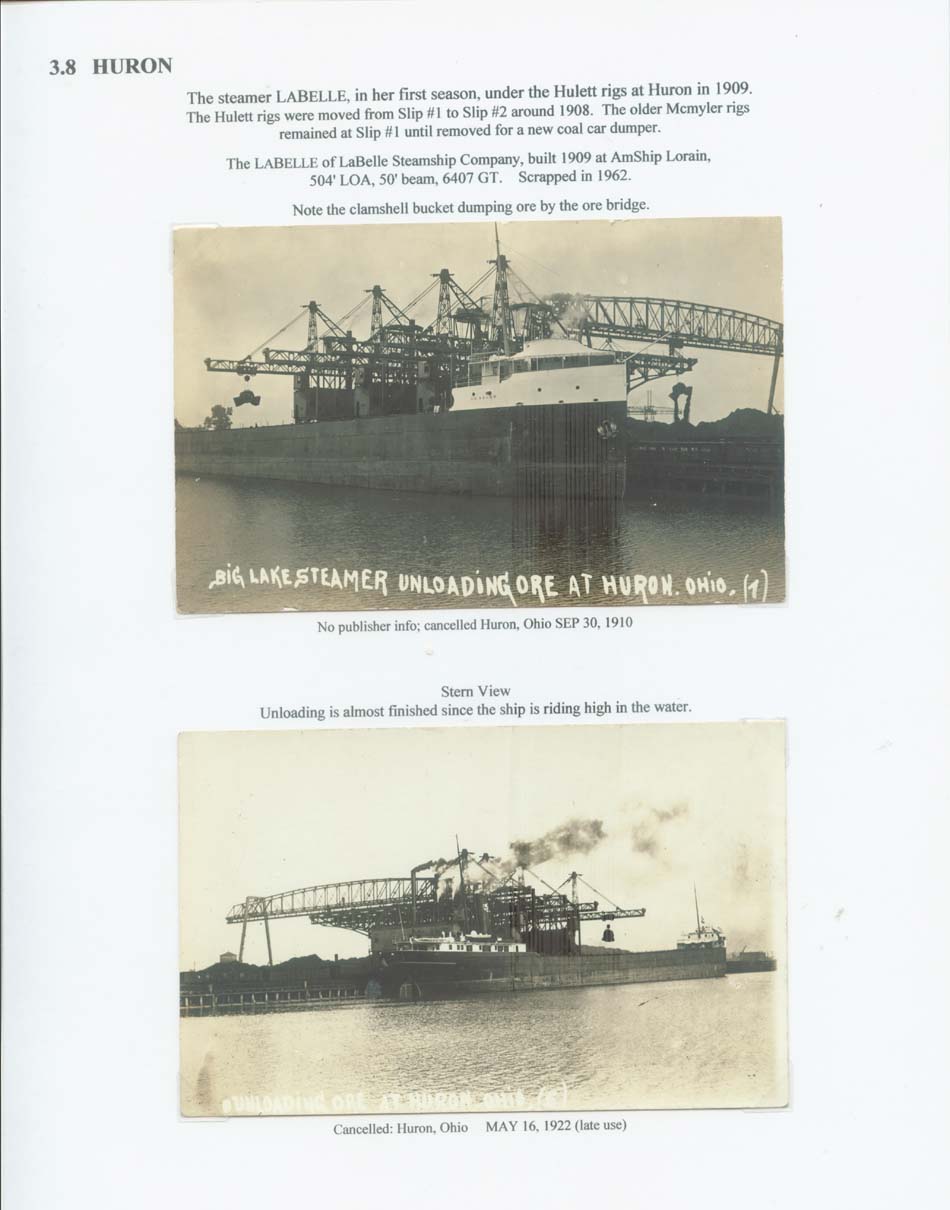 3.8 HURON
The steamer LABELLE, in her first season, under the Hulett rigs at Huron in 1909.
The Hulett rigs were moved from Slip #1 to Slip #2 around 1908. The older Mcmyler rigs
remained at Slip #1 until removed for a new coal car dumper.
The LABELLE of LaBelle Steamship Company, built 1909 at AmShip Lorain,
504' LOA, 50' beam, 6407 GT. Scrapped in 1962.
Note the clamshell bucket dumping ore by the ore bridge.
BIG LAKE STEAMER UNLOADING ORE AT HURON. OHIO. (1)
No publisher info; cancelled Huron, Ohio SEP 30, 1910
Stern View
Unloading is almost finished since the ship is riding high in the water.
UNLOADING ORE AT HURON OHIO.
Cancelled: Huron, Ohio MAY 16, 1922 (late use)